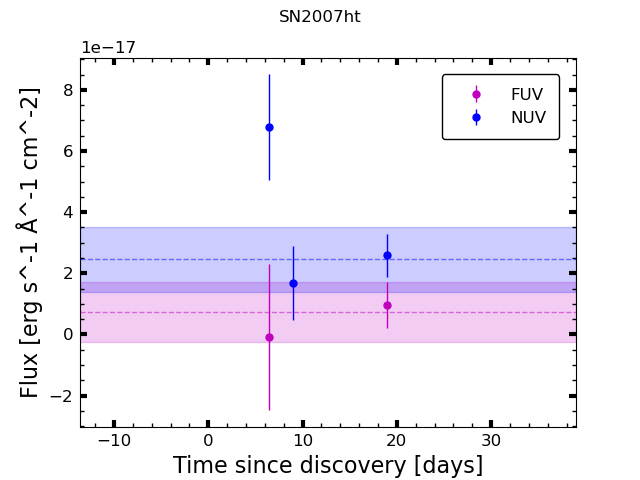 SN2007ht
1e−17
FUV
NUV
8
6
4
2
0
−2
Flux [erg s^-1 Å^-1 cm^-2]
−10 0 10 20 30
Time since discovery [days]